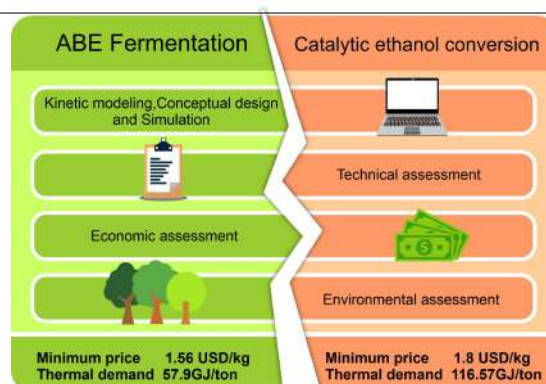 ABE Fermentation
Catalytic ethanol conversion
Kinetic modeling,Conceptual design
and Simulation
Technical assessment
Economic assessment
$
Environmental assessment
Minimum price 1.56 USD/kg
Thermal demand 57.9GJ/ton
Minimum price 1.8 USD/kg
Thermal demand 116.57GJ/ton